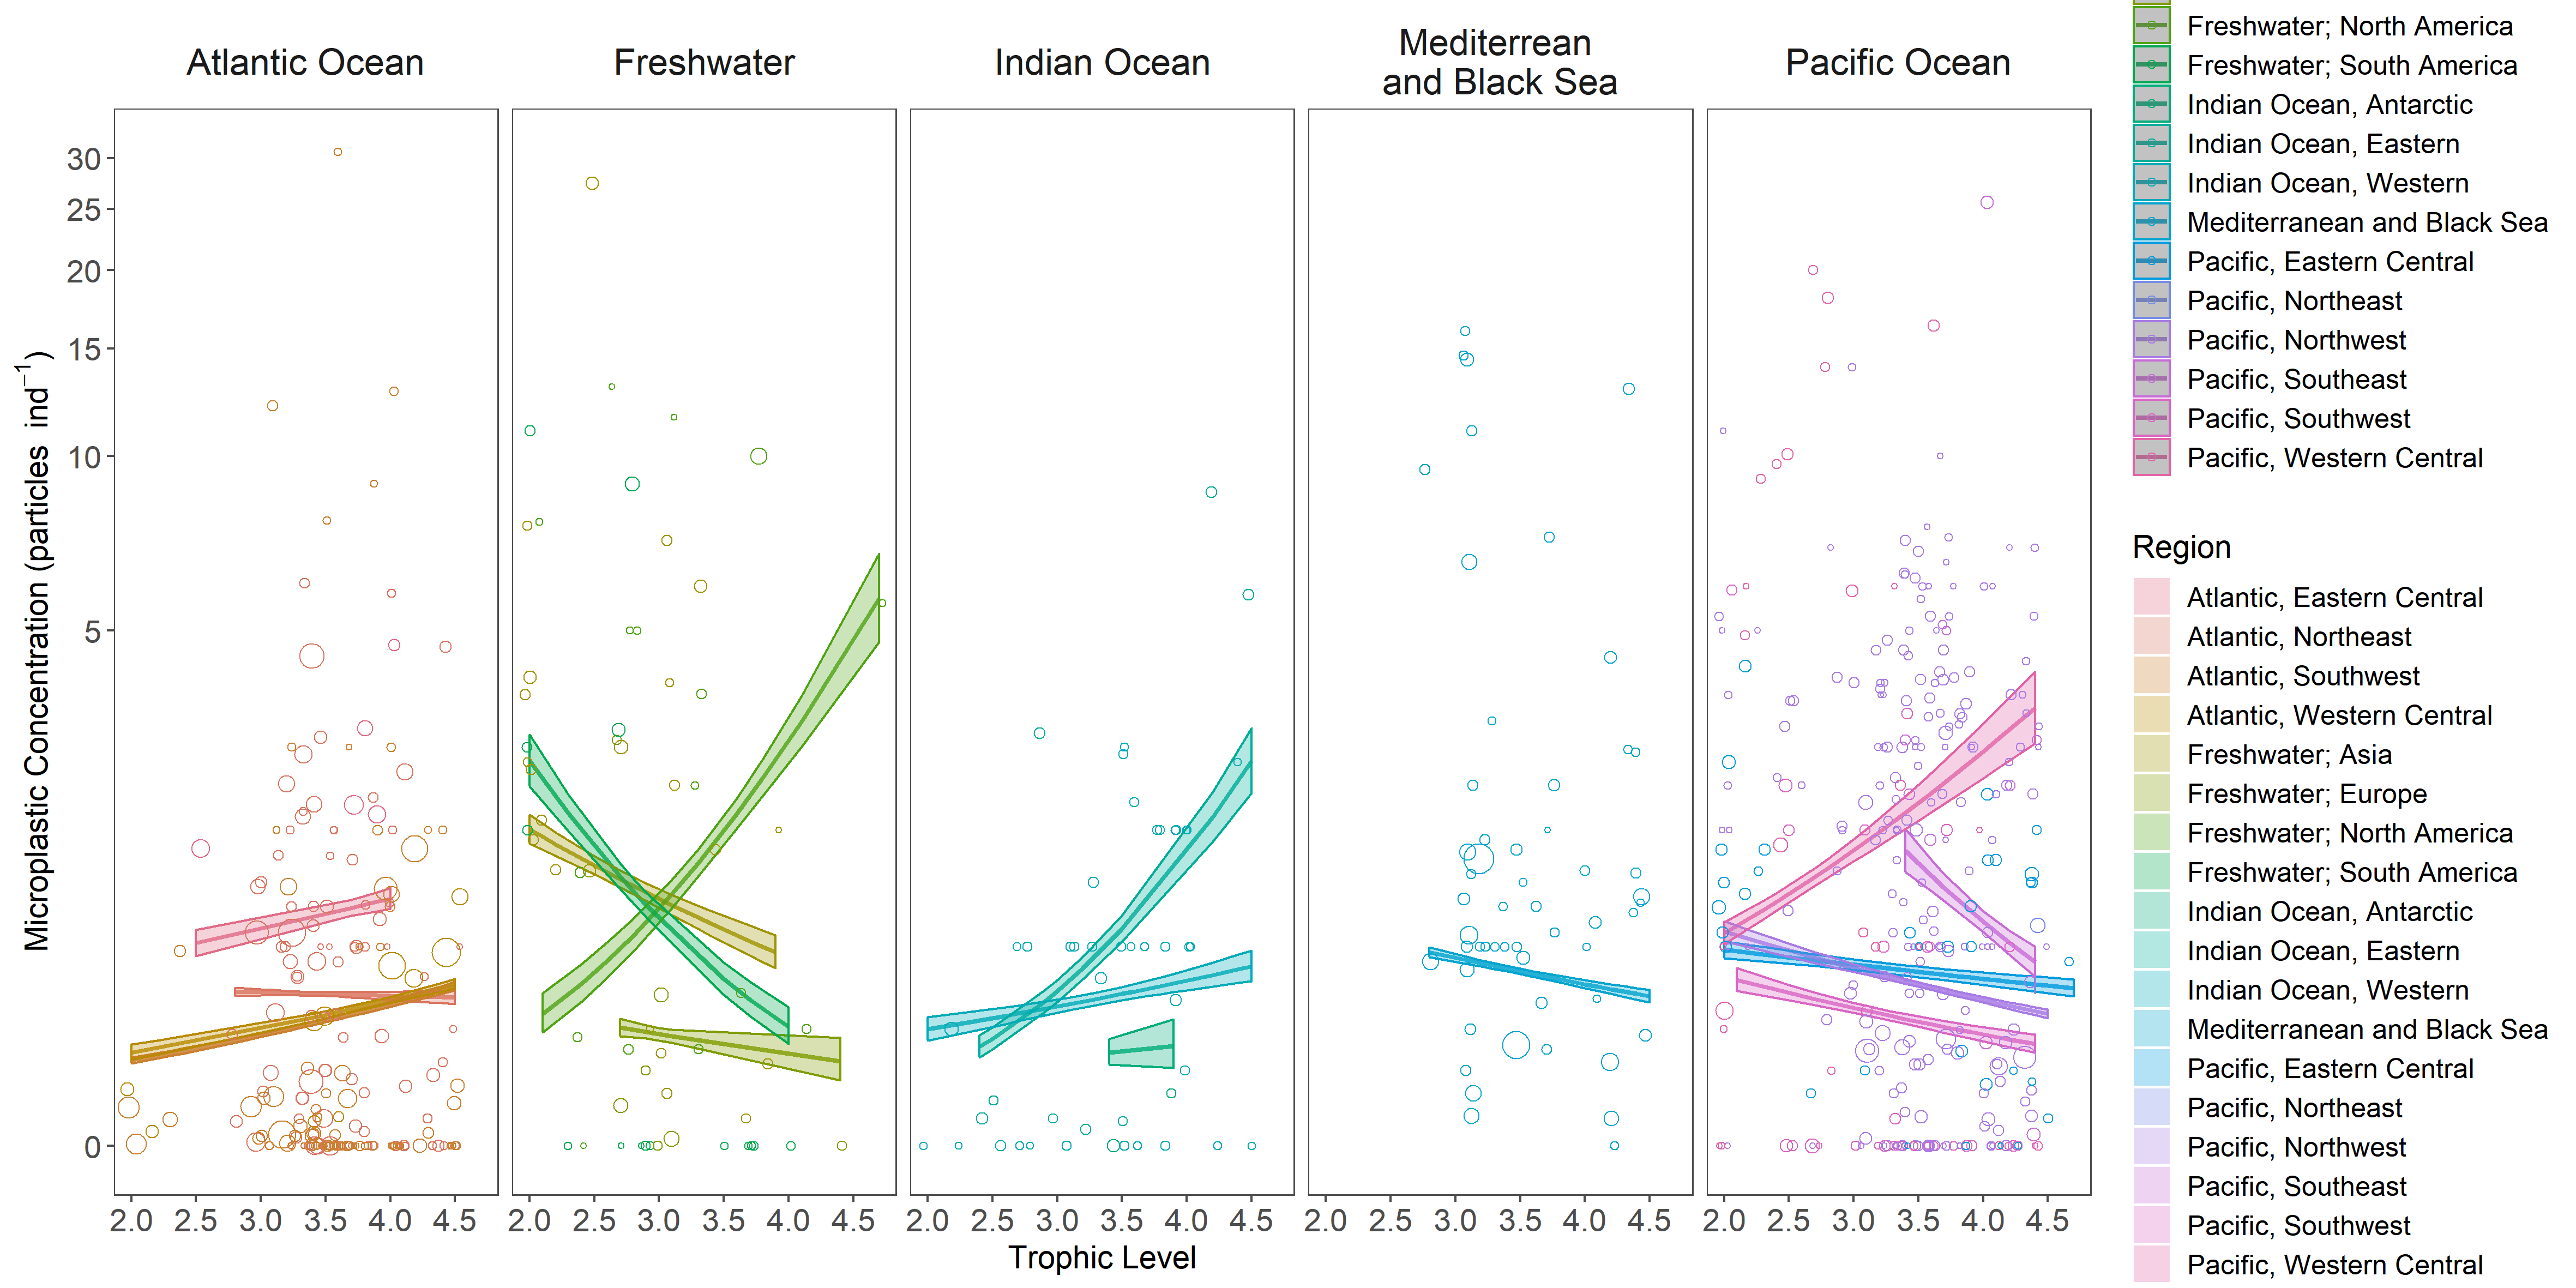 Atlantic Ocean
Freshwater
Indian Ocean
Mediterrean
and Black Sea
Pacific Ocean
Microplastic Concentration (particles ind⁻¹)
30
25
20
15
10
5
0
2.0 2.5 3.0 3.5 4.0 4.5
2.0 2.5 3.0 3.5 4.0 4.5
2.0 2.5 3.0 3.5 4.0 4.5
2.0 2.5 3.0 3.5 4.0 4.5
2.0 2.5 3.0 3.5 4.0 4.5
Trophic Level
Freshwater; North America
Freshwater; South America
Indian Ocean, Antarctic
Indian Ocean, Eastern
Indian Ocean, Western
Mediterranean and Black Sea
Pacific, Eastern Central
Pacific, Northeast
Pacific, Northwest
Pacific, Southeast
Pacific, Southwest
Pacific, Western Central
Region
Atlantic, Eastern Central
Atlantic, Northeast
Atlantic, Southwest
Atlantic, Western Central
Freshwater; Asia
Freshwater; Europe
Freshwater; North America
Freshwater; South America
Indian Ocean, Antarctic
Indian Ocean, Eastern
Indian Ocean, Western
Mediterranean and Black Sea
Pacific, Eastern Central
Pacific, Northeast
Pacific, Northwest
Pacific, Southeast
Pacific, Southwest
Pacific, Western Central